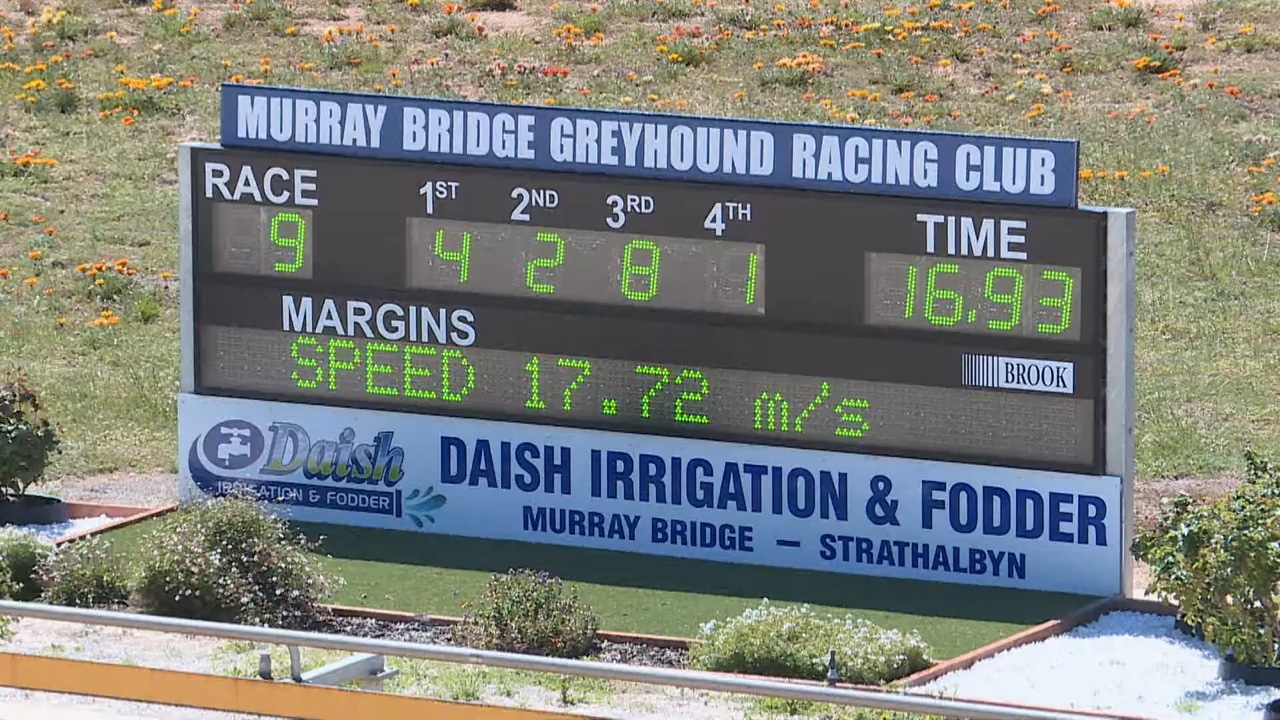 MURRAY BRIDGE GREYHOUND RACING CLUB
RACE 1ST 2ND 3RD 4TH TIME
9 4 2 8 1 16.93
MARGINS
BROOK
SPEED 17.72 m/s
Daish
IRRIGATION & FODDER
DAISH IRRIGATION & FODDER
MURRAY BRIDGE – STRATHALBYN